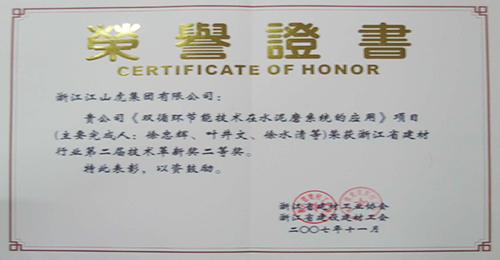 榮譽證書
CERTIFICATE OF HONOR
浙江江山虎集团有限公司：
贵公司《双循环节能技术在水泥磨系统的应用》项目
(主要完成人：徐忠辉、叶井文、徐水清等)荣获浙江省建材
行业第二届技术革新奖二等奖。
特此表彰，以资鼓励。
浙江省建材工业协会
浙江省建筑建材工会
二〇〇七年十一月